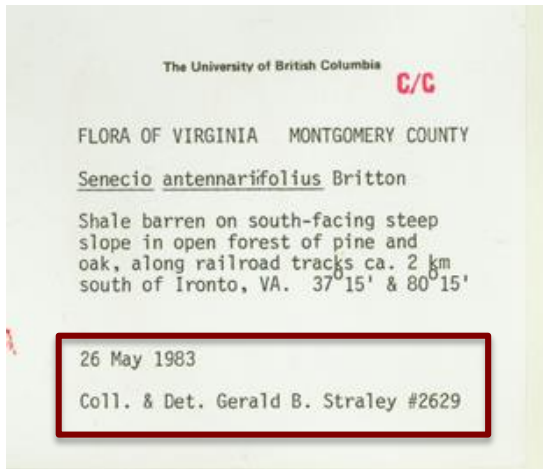 The University of British Columbia
C/C
FLORA OF VIRGINIA MONTGOMERY COUNTY
Senecio antennariifolius Britton
Shale barren on south-facing steep
slope in open forest of pine and
oak, along railroad tracks ca. 2 km
south of Ironto, VA. 37°15' & 80°15'
26 May 1983
Coll. & Det. Gerald B. Straley #2629